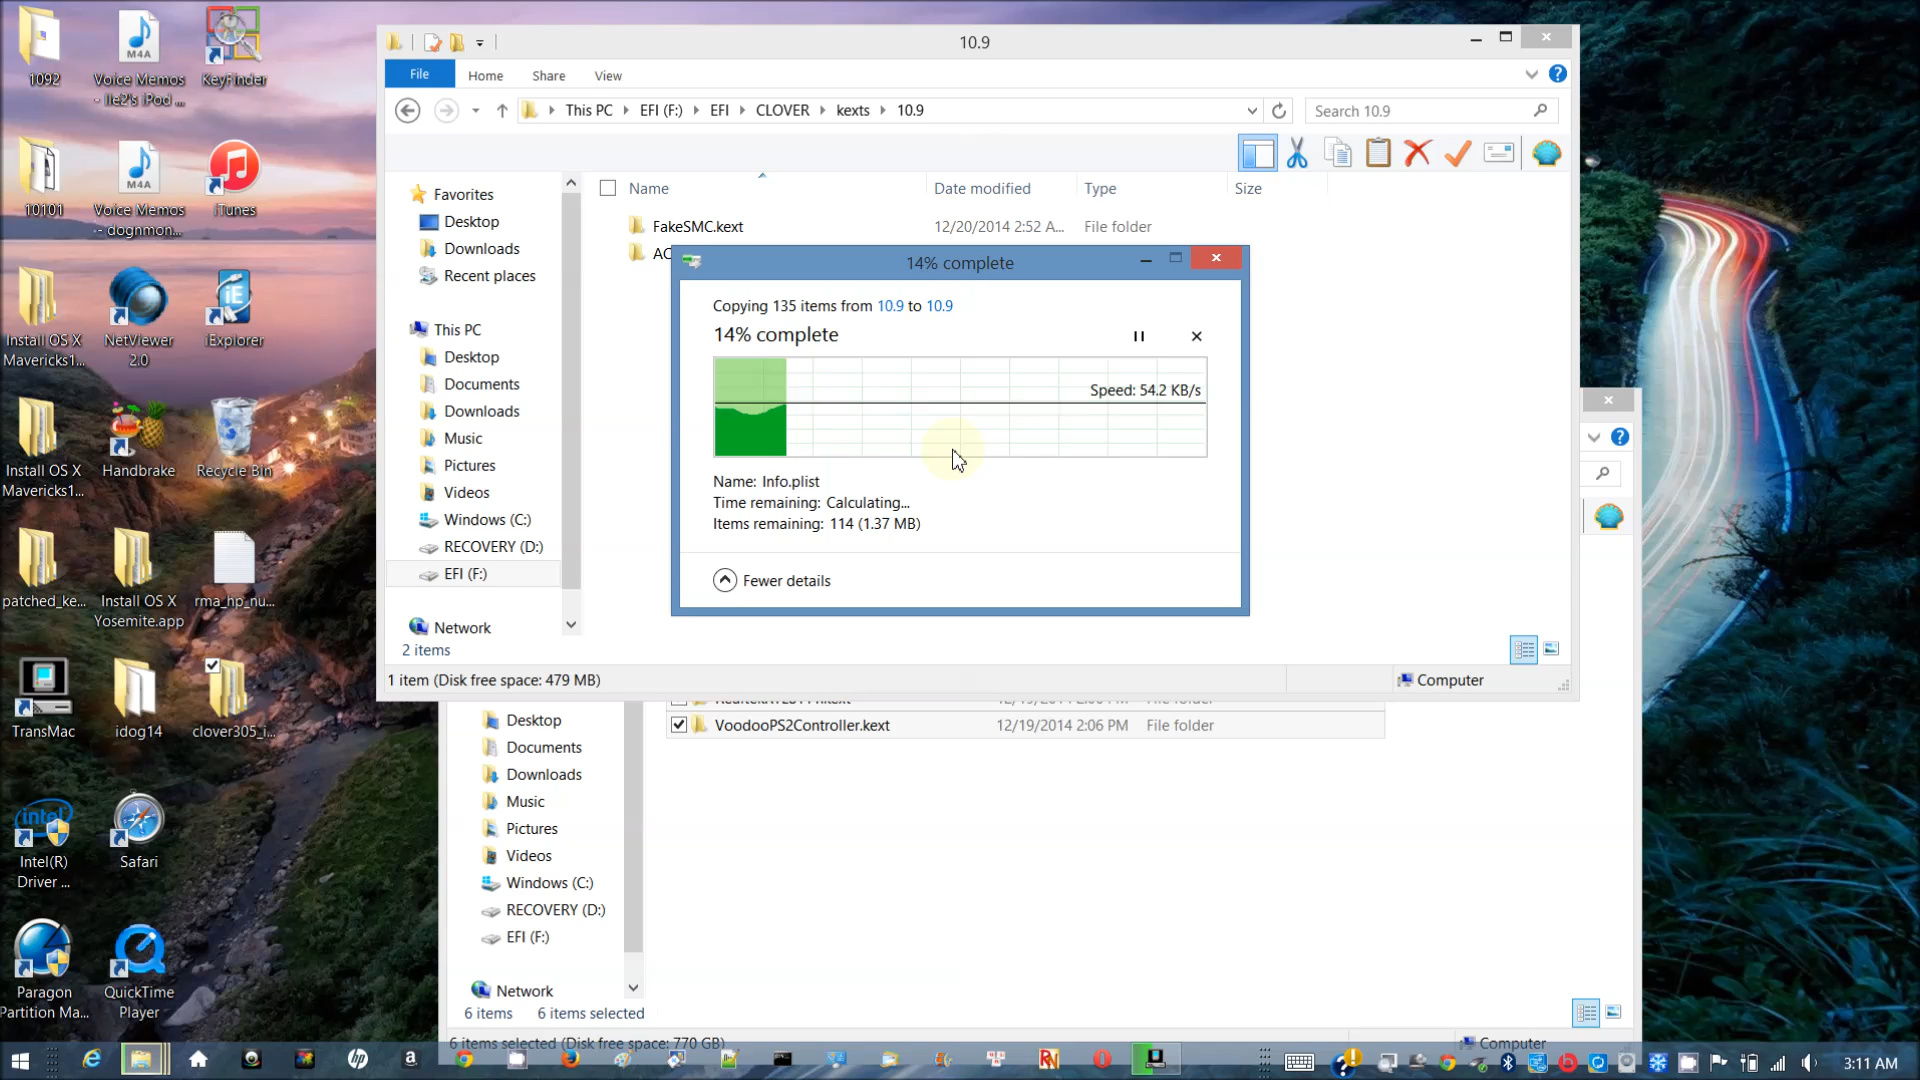 1092
Voice Memos
- Ile2's iPod ...
KeyFinder
10101
Voice Memos
- dognmon...
iTunes
Install OS X
Mavericks1...
NetViewer
2.0
iExplorer
Install OS X
Mavericks1...
Handbrake
Recycle Bin
patched_ke...
Install OS X
Yosemite.app
rma_hp_nu...
TransMac
idog14
clover305_i...
Intel(R)
Driver ...
Safari
Paragon
Partition Ma...
QuickTime
Player
10.9
File
Home
Share
View
This PC
EFI (F:)
EFI
CLOVER
kexts
10.9
Search 10.9
Name
Date modified
Type
Size
FakeSMC.kext
12/20/2014 2:52 A...
File folder
AC
Favorites
Desktop
Downloads
Recent places
This PC
Desktop
Documents
Downloads
Music
Pictures
Videos
Windows (C:)
RECOVERY (D:)
EFI (F:)
Network
2 items
1 item (Disk free space: 479 MB)
Computer
14% complete
Copying 135 items from 10.9 to 10.9
14% complete
Speed: 54.2 KB/s
Name: Info.plist
Time remaining: Calculating...
Items remaining: 114 (1.37 MB)
Fewer details
VoodooPS2Controller.kext
12/19/2014 2:06 PM
File folder
Desktop
Documents
Downloads
Music
Pictures
Videos
Windows (C:)
RECOVERY (D:)
EFI (F:)
Network
6 items
6 items selected
6 items selected (Disk free space: 770 GB)
Computer
3:11 AM